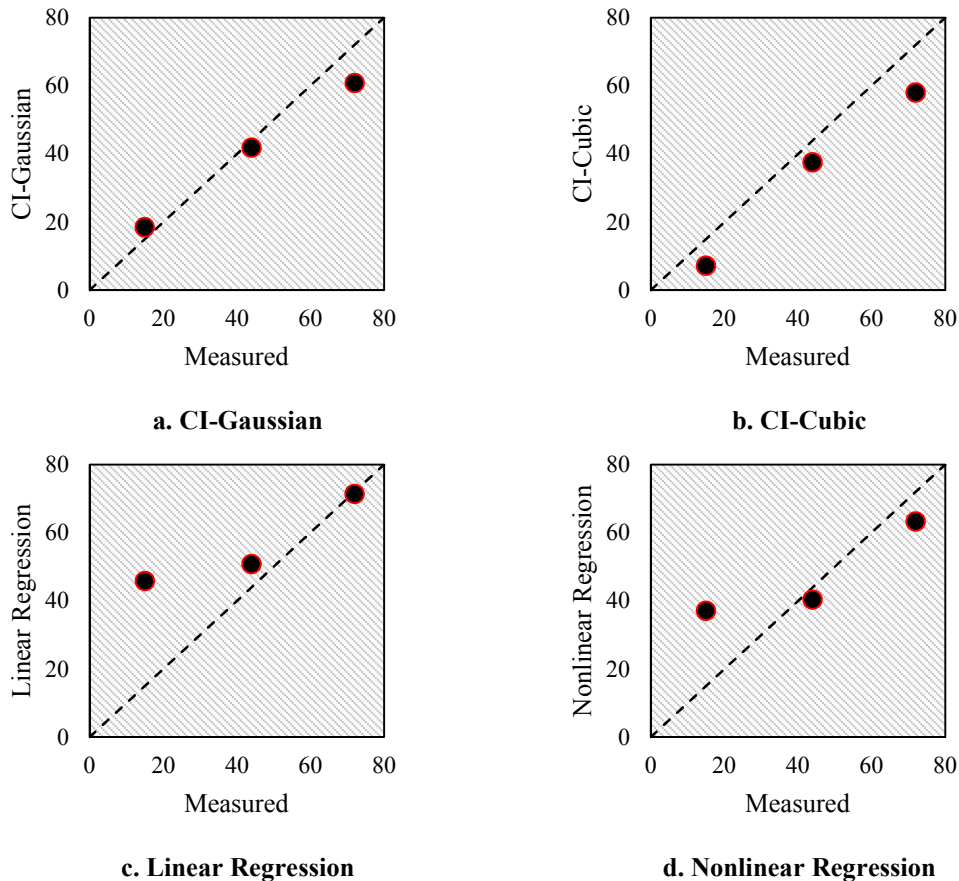 80
60
40
20
0
CI-Gaussian
0 20 40 60 80
Measured
a. CI-Gaussian
80
60
40
20
0
CI-Cubic
0 20 40 60 80
Measured
b. CI-Cubic
80
60
40
20
0
Linear Regression
0 20 40 60 80
Measured
c. Linear Regression
80
60
40
20
0
Nonlinear Regression
0 20 40 60 80
Measured
d. Nonlinear Regression